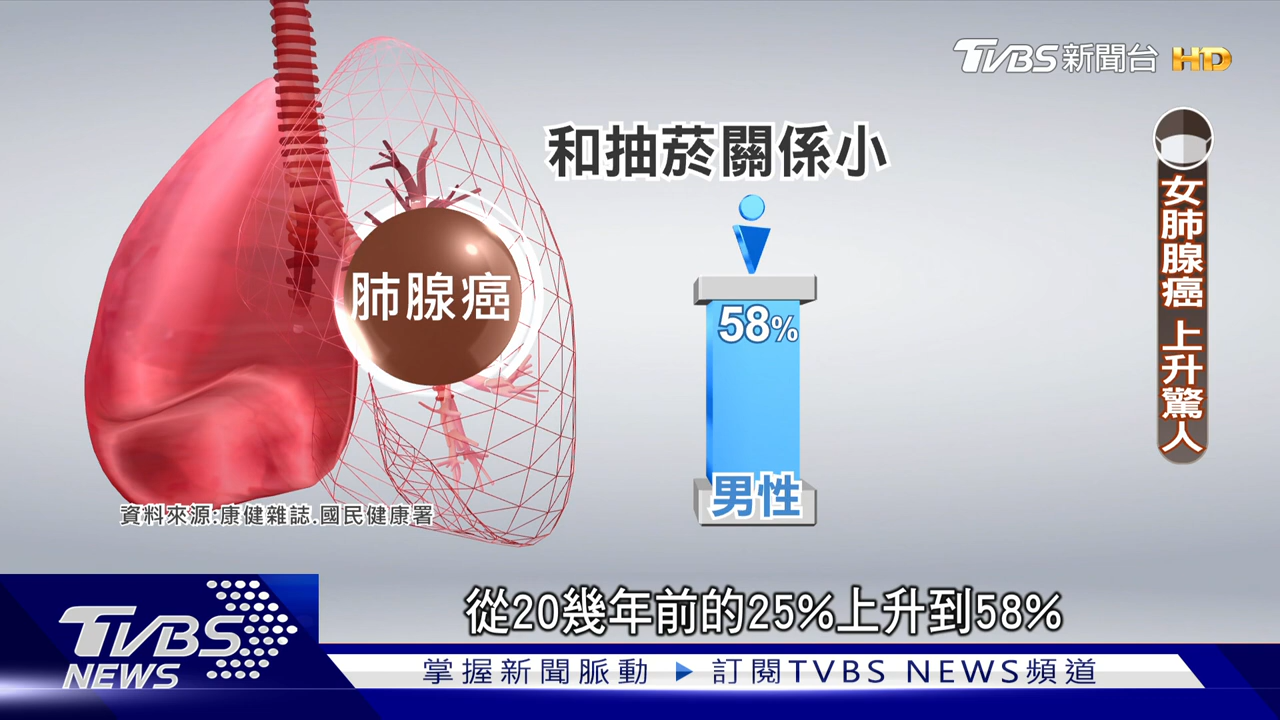 TVBS新聞台 HD
和抽菸關係小
女肺腺癌 上升驚人
肺腺癌
58%
男性
資料來源:康健雜誌.國民健康署
從20幾年前的25%上升到58%
TVBS NEWS
掌握新聞脈動 ▶ 訂閱TVBS NEWS頻道